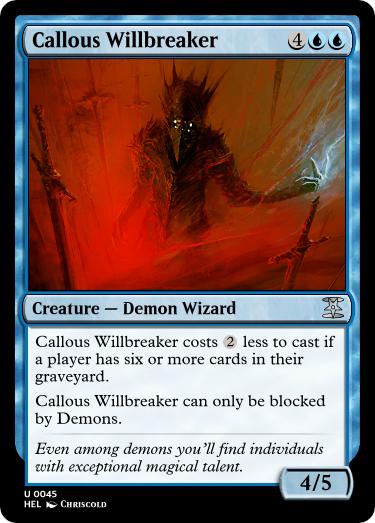 Callous Willbreaker 4
Creature — Demon Wizard
Callous Willbreaker costs 2 less to cast if
a player has six or more cards in their
graveyard.
Callous Willbreaker can only be blocked
by Demons.
Even among demons you'll find individuals
with exceptional magical talent.
4/5
U 0045
HEL Chriscold